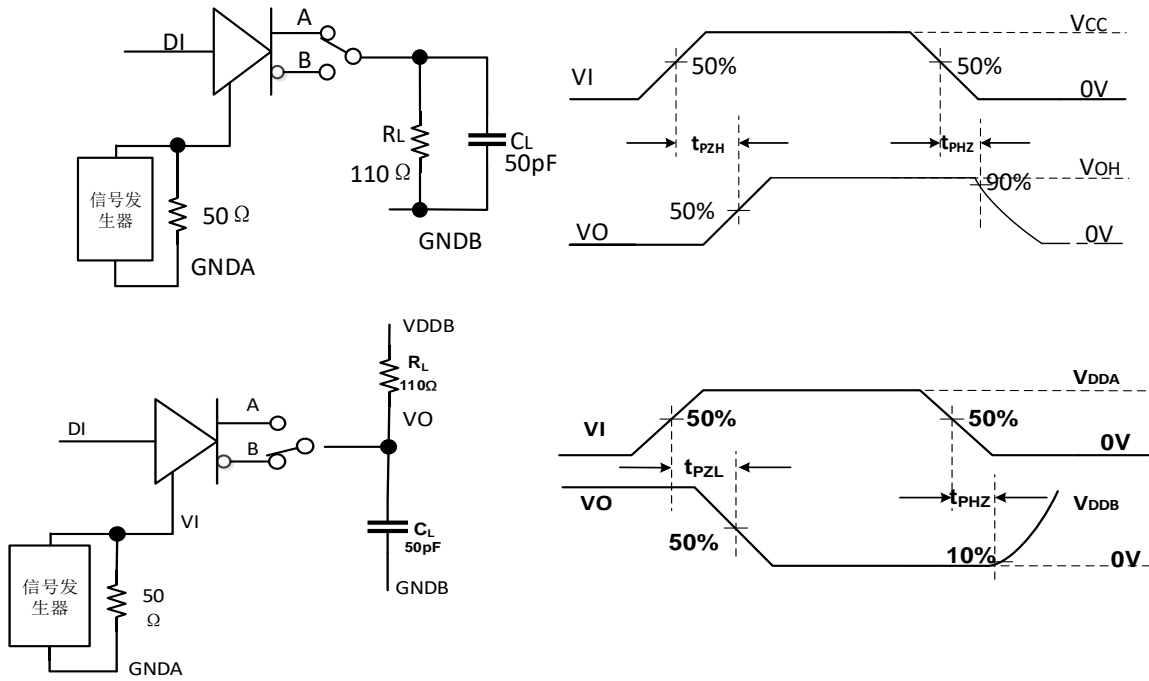 DI
A
B
RL
110 Ω
CL
50pF
信号发
生器
50 Ω
GNDA
GNDB
VI
50%
50%
VCC
0V
tPZH
tPHZ
VO
50%
90%
VOH
0V
VDDB
RL
110Ω
VO
DI
A
B
VI
CL
50pF
GNDB
信号发
生器
50
Ω
GNDA
VI
50%
50%
VDDA
0V
tPZL
tPHZ
VO
50%
10%
VDDB
0V